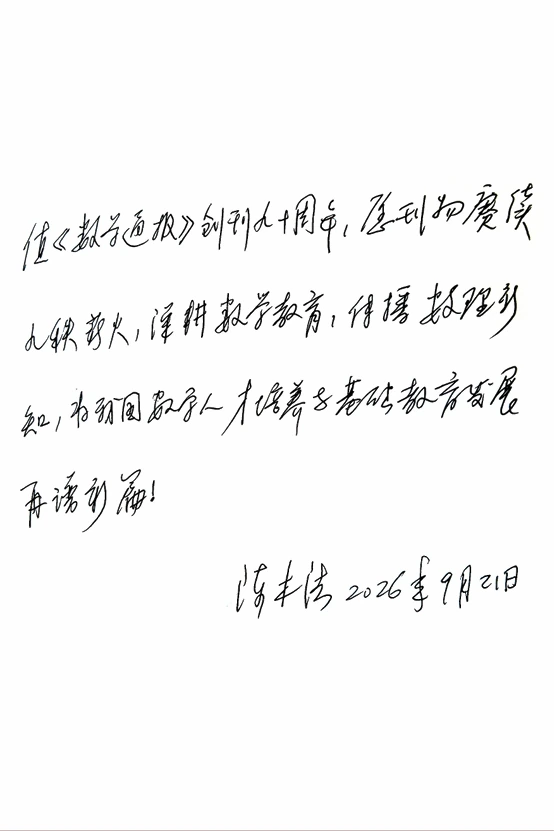 值《数学通报》创刊九十周年，愿刊物赓续
九秩薪火，深耕数学教育，传播数理新
知，为我国数学人才培养与基础教育发展
再谱新篇！
陈丰法 2026年9月21日